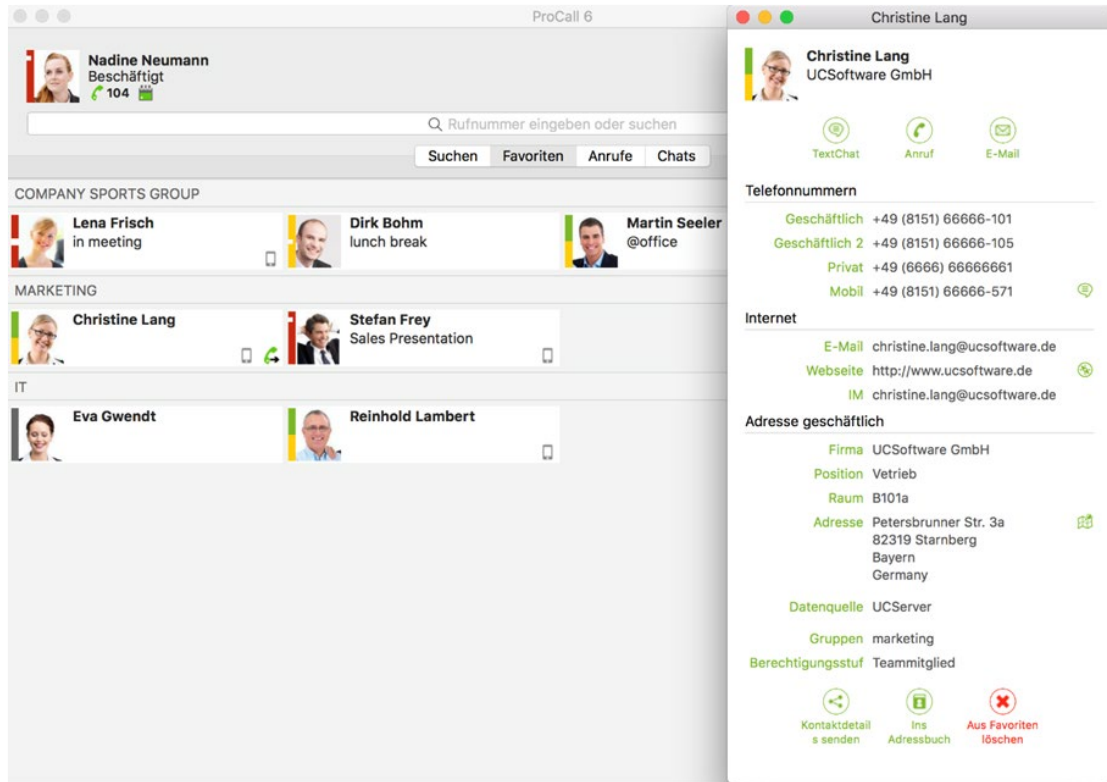 ProCall 6
Nadine Neumann
Beschäftigt
104
Rufnummer eingeben oder suchen
Suchen Favoriten Anrufe Chats
COMPANY SPORTS GROUP
Lena Frisch
in meeting
Dirk Bohm
lunch break
Martin Seeler
@office
MARKETING
Christine Lang
Stefan Frey
Sales Presentation
IT
Eva Gwendt
Reinhold Lambert
Christine Lang
Christine Lang
UCSoftware GmbH
TextChat Anruf E-Mail
Telefonnummern
Geschäftlich +49 (8151) 66666-101
Geschäftlich 2 +49 (8151) 66666-105
Privat +49 (6666) 66666661
Mobil +49 (8151) 66666-571
Internet
E-Mail christine.lang@ucsoftware.de
Webseite http://www.ucsoftware.de
IM christine.lang@ucsoftware.de
Adresse geschäftlich
Firma UCSoftware GmbH
Position Vetrieb
Raum B101a
Adresse Petersbrunner Str. 3a
82319 Starnberg
Bayern
Germany
Datenquelle UCServer
Gruppen marketing
Berechtigungsstuf Teammitglied
Kontaktdetail
s senden
Ins
Adressbuch
Aus Favoriten
löschen